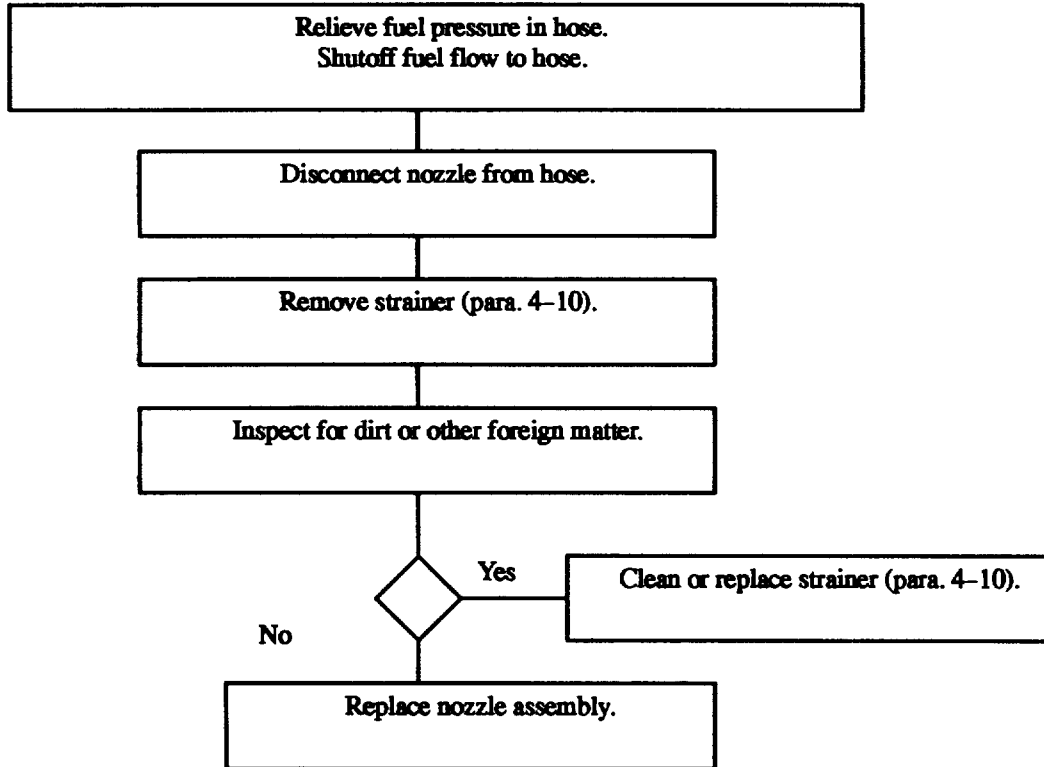 Relieve fuel pressure in hose.
Shutoff fuel flow to hose.
Disconnect nozzle from hose.
Remove strainer (para. 4–10).
Inspect for dirt or other foreign matter.
Yes
Clean or replace strainer (para. 4–10).
No
Replace nozzle assembly.